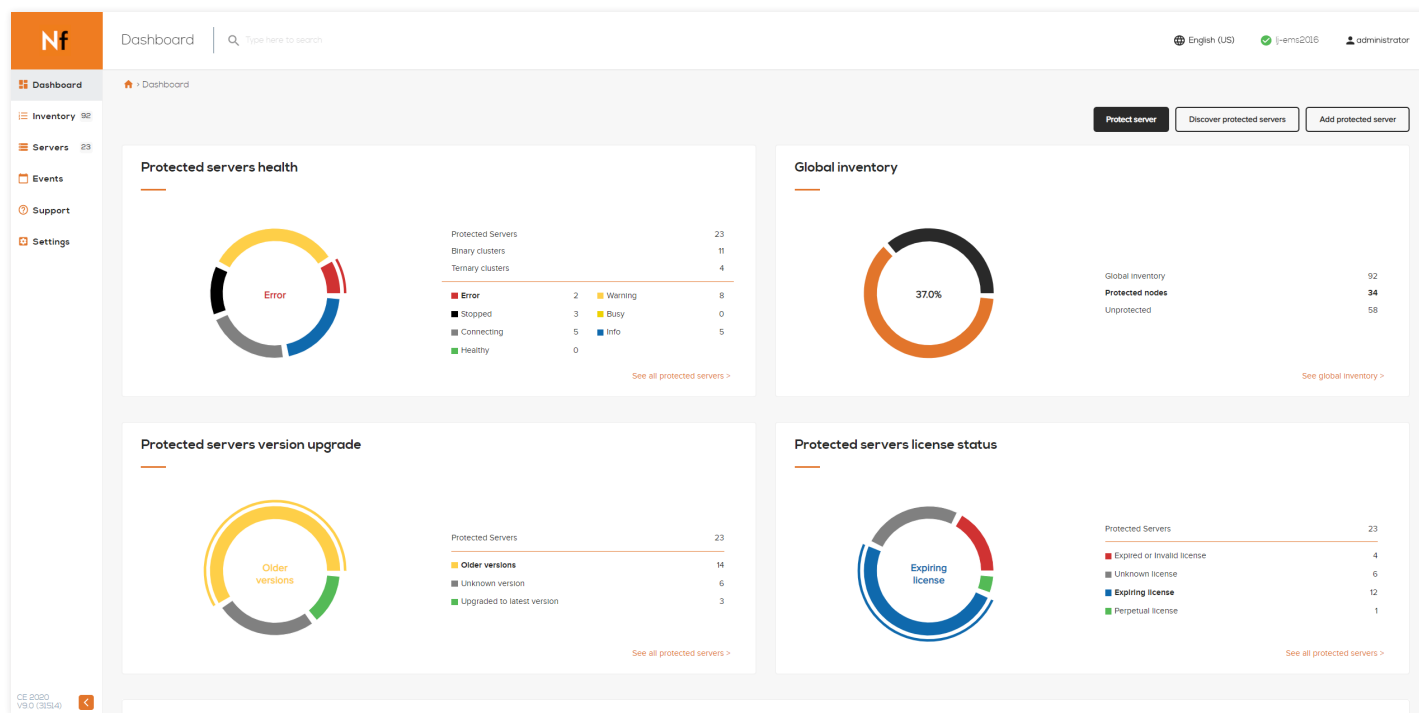 Nf
Dashboard
Type here to search
English (US)
lj-ems2016
administrator
Dashboard
Inventory 92
Servers 23
Events
Support
Settings
› Dashboard
Protect server
Discover protected servers
Add protected server
Protected servers health
Error
Protected Servers 23
Binary clusters 11
Ternary clusters 4
Error 2 Warning 8
Stopped 3 Busy 0
Connecting 5 Info 5
Healthy 0
See all protected servers >
Global inventory
37.0%
Global inventory 92
Protected nodes 34
Unprotected 58
See global inventory >
Protected servers version upgrade
Older
versions
Protected Servers 23
Older versions 14
Unknown version 6
Upgraded to latest version 3
See all protected servers >
Protected servers license status
Expiring
license
Protected Servers 23
Expired or Invalid license 4
Unknown license 6
Expiring license 12
Perpetual license 1
See all protected servers >
CE 2020
V9.0 (31514)